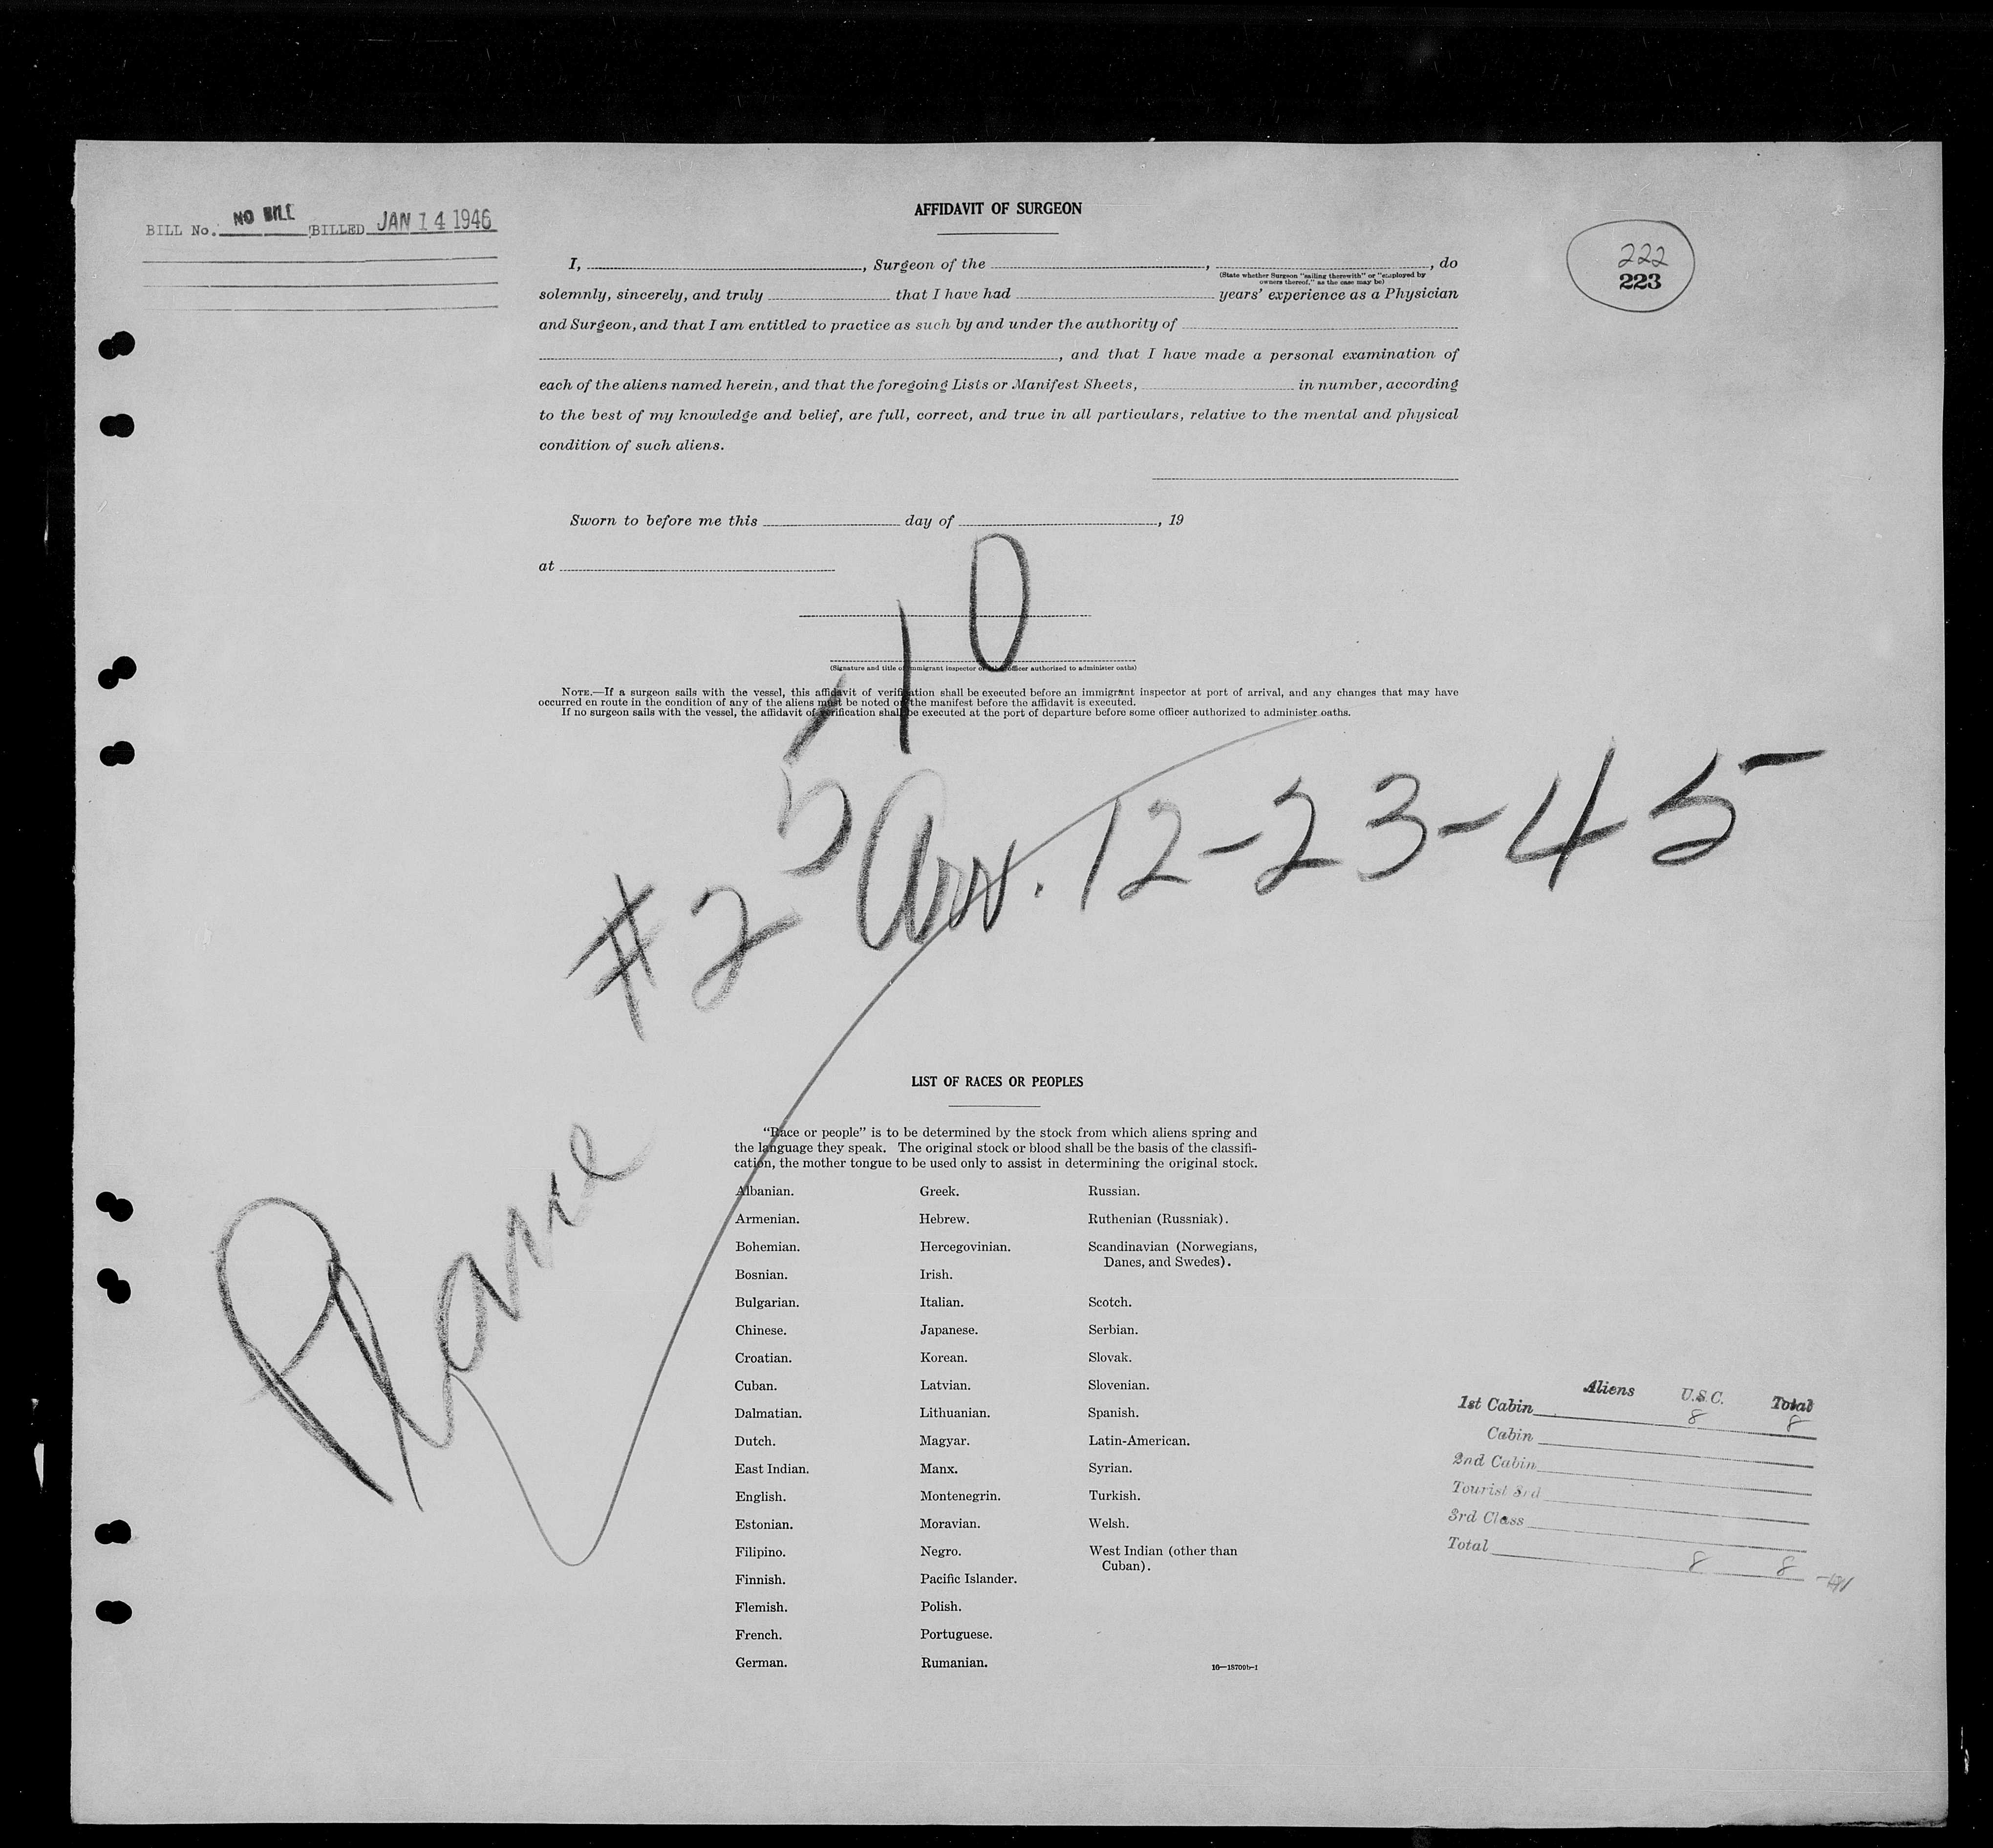 BILL No. NO BILL BILLED JAN 14 1946
AFFIDAVIT OF SURGEON
222
223
I, , Surgeon of the , , do
(State whether Surgeon "sailing therewith" or "employed by
owners thereof," as the case may be)
solemnly, sincerely, and truly that I have had years' experience as a Physician
and Surgeon, and that I am entitled to practice as such by and under the authority of
, and that I have made a personal examination of
each of the aliens named herein, and that the foregoing Lists or Manifest Sheets, in number, according
to the best of my knowledge and belief, are full, correct, and true in all particulars, relative to the mental and physical
condition of such aliens.
Sworn to before me this day of , 19
at
(Signature and title of immigrant inspector or other officer authorized to administer oaths)
NOTE.—If a surgeon sails with the vessel, this affidavit of verification shall be executed before an immigrant inspector at port of arrival, and any changes that may have
occurred en route in the condition of any of the aliens must be noted on the manifest before the affidavit is executed.
If no surgeon sails with the vessel, the affidavit of verification shall be executed at the port of departure before some officer authorized to administer oaths.
Plane #2510
Arr. 12-23-45
LIST OF RACES OR PEOPLES
"Race or people" is to be determined by the stock from which aliens spring and
the language they speak. The original stock or blood shall be the basis of the classifi-
cation, the mother tongue to be used only to assist in determining the original stock.
Albanian.
Armenian.
Bohemian.
Bosnian.
Bulgarian.
Chinese.
Croatian.
Cuban.
Dalmatian.
Dutch.
East Indian.
English.
Estonian.
Filipino.
Finnish.
Flemish.
French.
German.
Greek.
Hebrew.
Hercegovinian.
Irish.
Italian.
Japanese.
Korean.
Latvian.
Lithuanian.
Magyar.
Manx.
Montenegrin.
Moravian.
Negro.
Pacific Islander.
Polish.
Portuguese.
Rumanian.
Russian.
Ruthenian (Russniak).
Scandinavian (Norwegians,
Danes, and Swedes).
Scotch.
Serbian.
Slovak.
Slovenian.
Spanish.
Latin-American.
Syrian.
Turkish.
Welsh.
West Indian (other than
Cuban).
16—18700b-1
Aliens U.S.C. Total
1st Cabin 8 8
Cabin
2nd Cabin
Tourist 3rd
3rd Class
Total 8 8